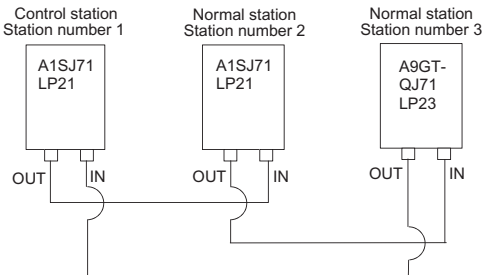 Control station
Station number 1
Normal station
Station number 2
Normal station
Station number 3
A1SJ71
LP21
A1SJ71
LP21
A9GT-
QJ71
LP23
OUT
IN
OUT
IN
OUT
IN